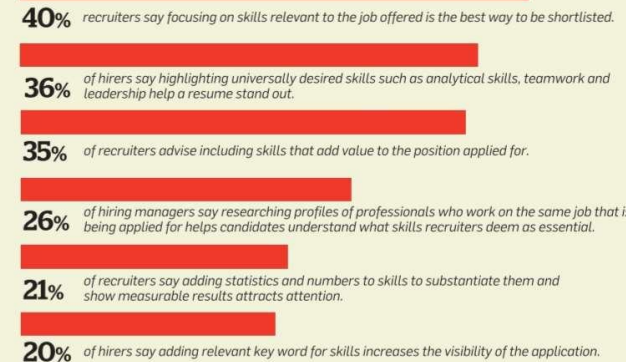 40% recruiters say focusing on skills relevant to the job offered is the best way to be shortlisted.
36% of hirers say highlighting universally desired skills such as analytical skills, teamwork and
leadership help a resume stand out.
35% of recruiters advise including skills that add value to the position applied for.
26% of hiring managers say researching profiles of professionals who work on the same job that
being applied for helps candidates understand what skills recruiters deem as essential.
21% of recruiters say adding statistics and numbers to skills to substantiate them and
show measurable results attracts attention.
20% of hirers say adding relevant key word for skills increases the visibility of the application.